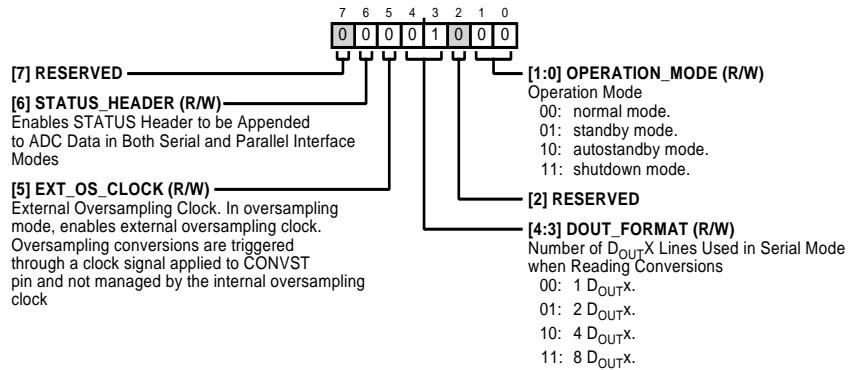 7 6 5 4 3 2 1 0
0 0 0 0 1 0 0 0
[7] RESERVED
[6] STATUS_HEADER (R/W)
Enables STATUS Header to be Appended
to ADC Data in Both Serial and Parallel Interface
Modes
[5] EXT_OS_CLOCK (R/W)
External Oversampling Clock. In oversampling
mode, enables external oversampling clock.
Oversampling conversions are triggered
through a clock signal applied to CONVST
pin and not managed by the internal oversampling
clock
[1:0] OPERATION_MODE (R/W)
Operation Mode
00: normal mode.
01: standby mode.
10: autostandby mode.
11: shutdown mode.
[2] RESERVED
[4:3] DOUT_FORMAT (R/W)
Number of DOUTX Lines Used in Serial Mode
when Reading Conversions
00: 1 DOUTx.
01: 2 DOUTx.
10: 4 DOUTx.
11: 8 DOUTx.